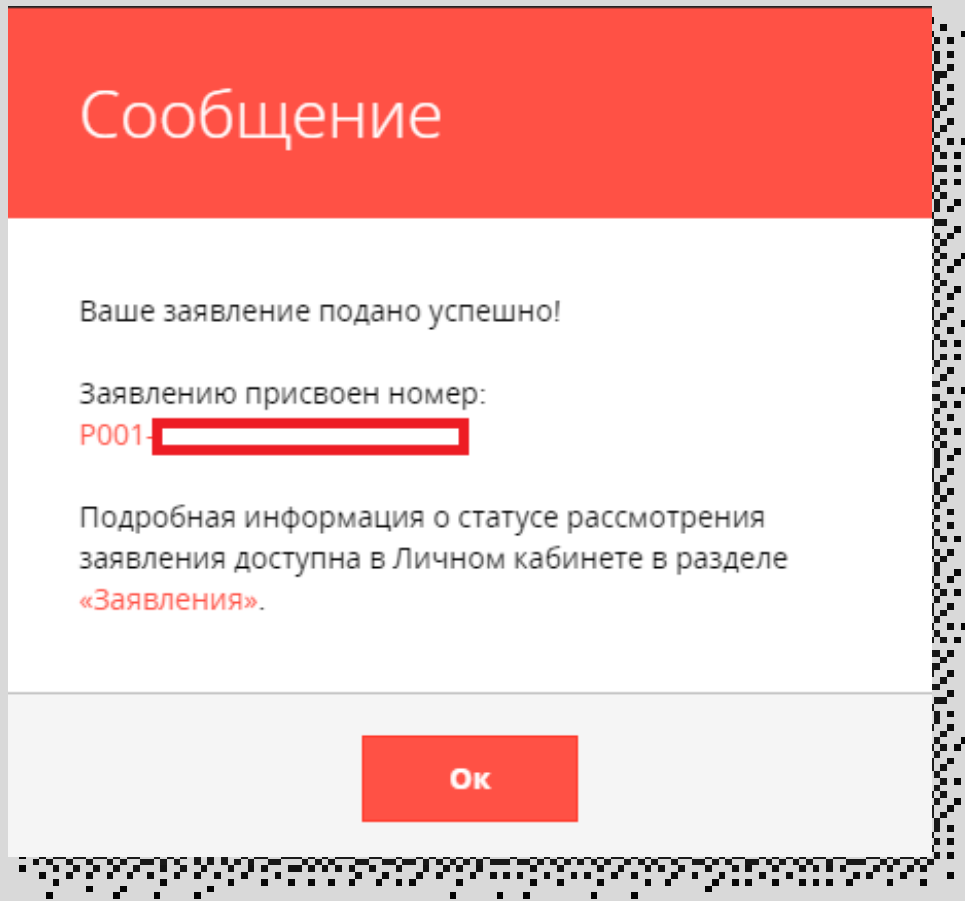 Сообщение
Ваше заявление подано успешно!
Заявлению присвоен номер:
P001-
Подробная информация о статусе рассмотрения
заявления доступна в Личном кабинете в разделе
«Заявления».
Ок